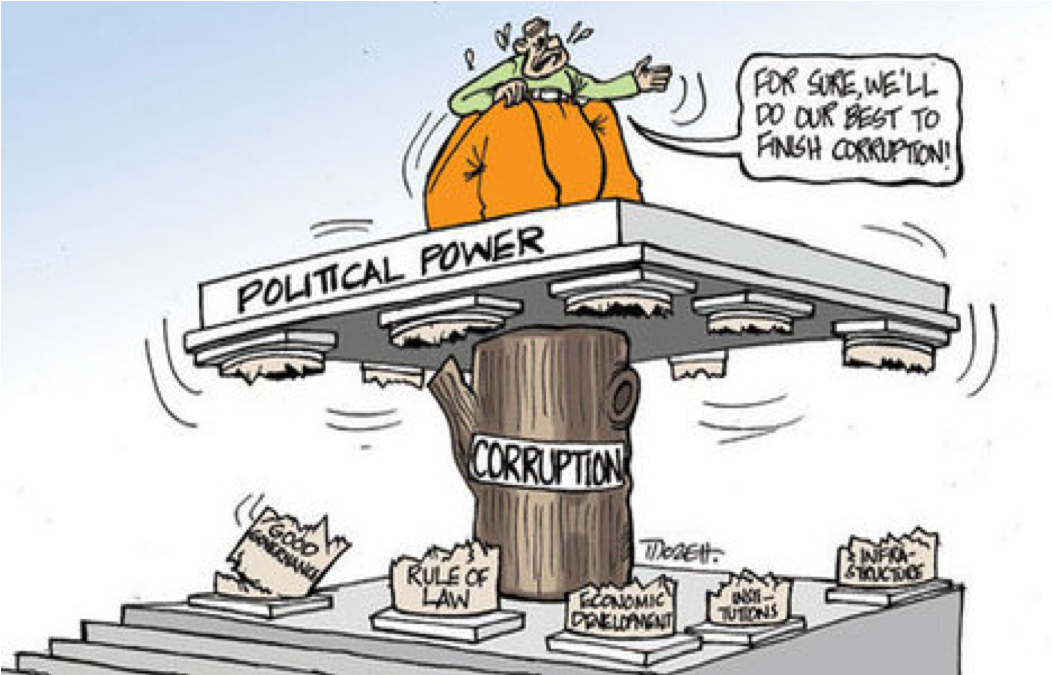 FOR SURE, WE'LL
DO OUR BEST TO
FINISH CORRUPTION!
POLITICAL POWER
CORRUPTION
GOOD
GOVERNANCE
RULE OF
LAW
ECONOMIC
DEVELOPMENT
INSTI-
TUTIONS
INFRA-
STRUCTURE